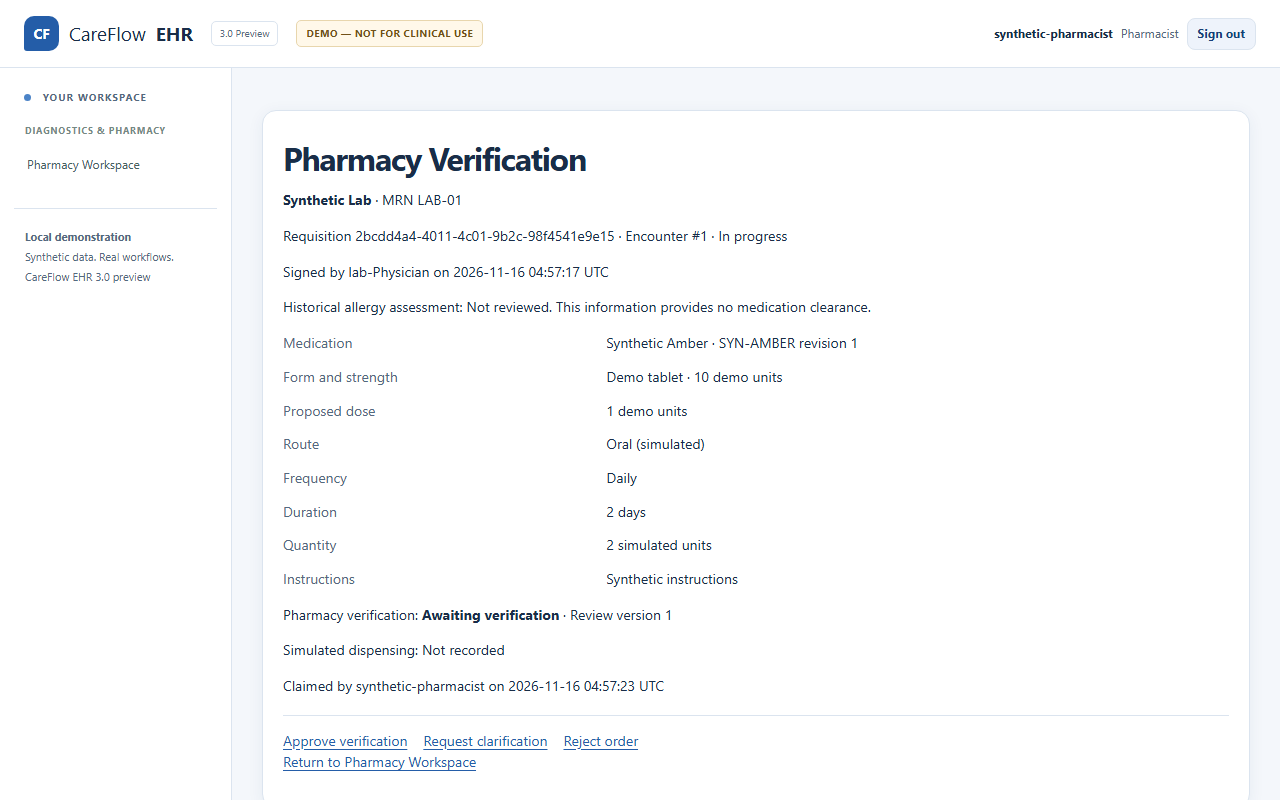 CF CareFlow EHR 3.0 Preview DEMO — NOT FOR CLINICAL USE synthetic-pharmacist Pharmacist Sign out
YOUR WORKSPACE
DIAGNOSTICS & PHARMACY
Pharmacy Workspace
Local demonstration
Synthetic data. Real workflows.
CareFlow EHR 3.0 preview
Pharmacy Verification
Synthetic Lab · MRN LAB-01
Requisition 2bcdd4a4-4011-4c01-9b2c-98f4541e9e15 · Encounter #1 · In progress
Signed by lab-Physician on 2026-11-16 04:57:17 UTC
Historical allergy assessment: Not reviewed. This information provides no medication clearance.
Medication Synthetic Amber · SYN-AMBER revision 1
Form and strength Demo tablet · 10 demo units
Proposed dose 1 demo units
Route Oral (simulated)
Frequency Daily
Duration 2 days
Quantity 2 simulated units
Instructions Synthetic instructions
Pharmacy verification: Awaiting verification · Review version 1
Simulated dispensing: Not recorded
Claimed by synthetic-pharmacist on 2026-11-16 04:57:23 UTC
Approve verification Request clarification Reject order
Return to Pharmacy Workspace